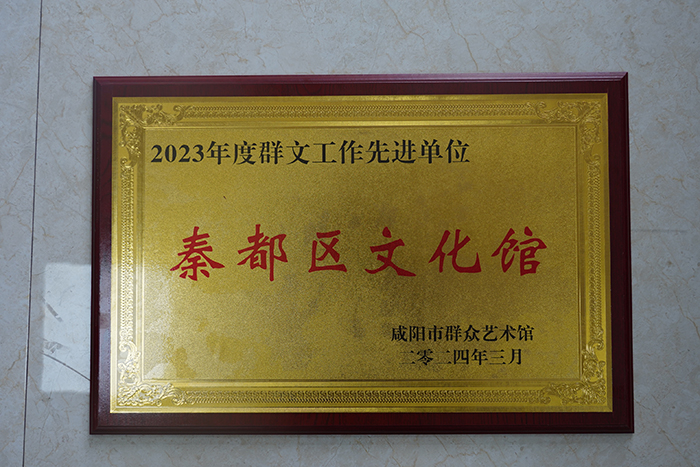 2023年度群文工作先进单位
秦都区文化馆
咸阳市群众艺术馆
二零二四年三月